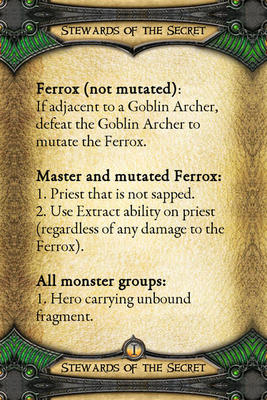 Stewards of the Secret
Ferrox (not mutated):
If adjacent to a Goblin Archer,
defeat the Goblin Archer to
mutate the Ferrox.
Master and mutated Ferrox:
1. Priest that is not sapped.
2. Use Extract ability on priest
(regardless of any damage to the
Ferrox).
All monster groups:
1. Hero carrying unbound
fragment.
1
Stewards of the Secret